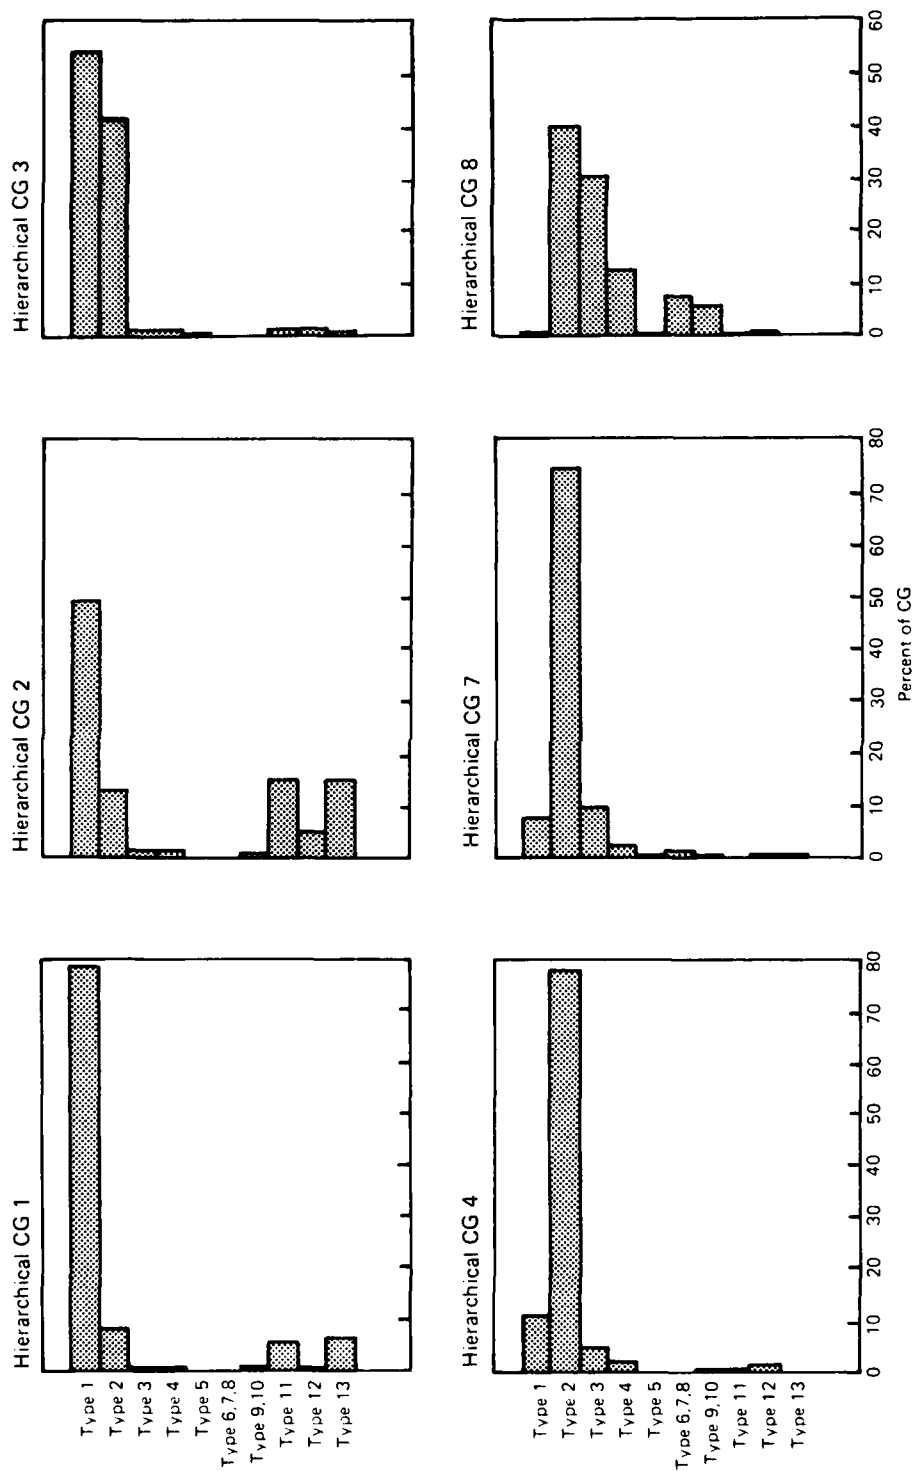 Hierarchical CG 1
Hierarchical CG 2
Hierarchical CG 3
Type 1
Type 2
Type 3
Type 4
Type 5
Type 6,7,8
Type 9,10
Type 11
Type 12
Type 13
Hierarchical CG 4
Hierarchical CG 7
Hierarchical CG 8
Type 1
Type 2
Type 3
Type 4
Type 5
Type 6,7,8
Type 9,10
Type 11
Type 12
Type 13
0 10 20 30 40 50 60 70 80
0 10 20 30 40 50 60 70 80
0 10 20 30 40 50 60
Percent of CG